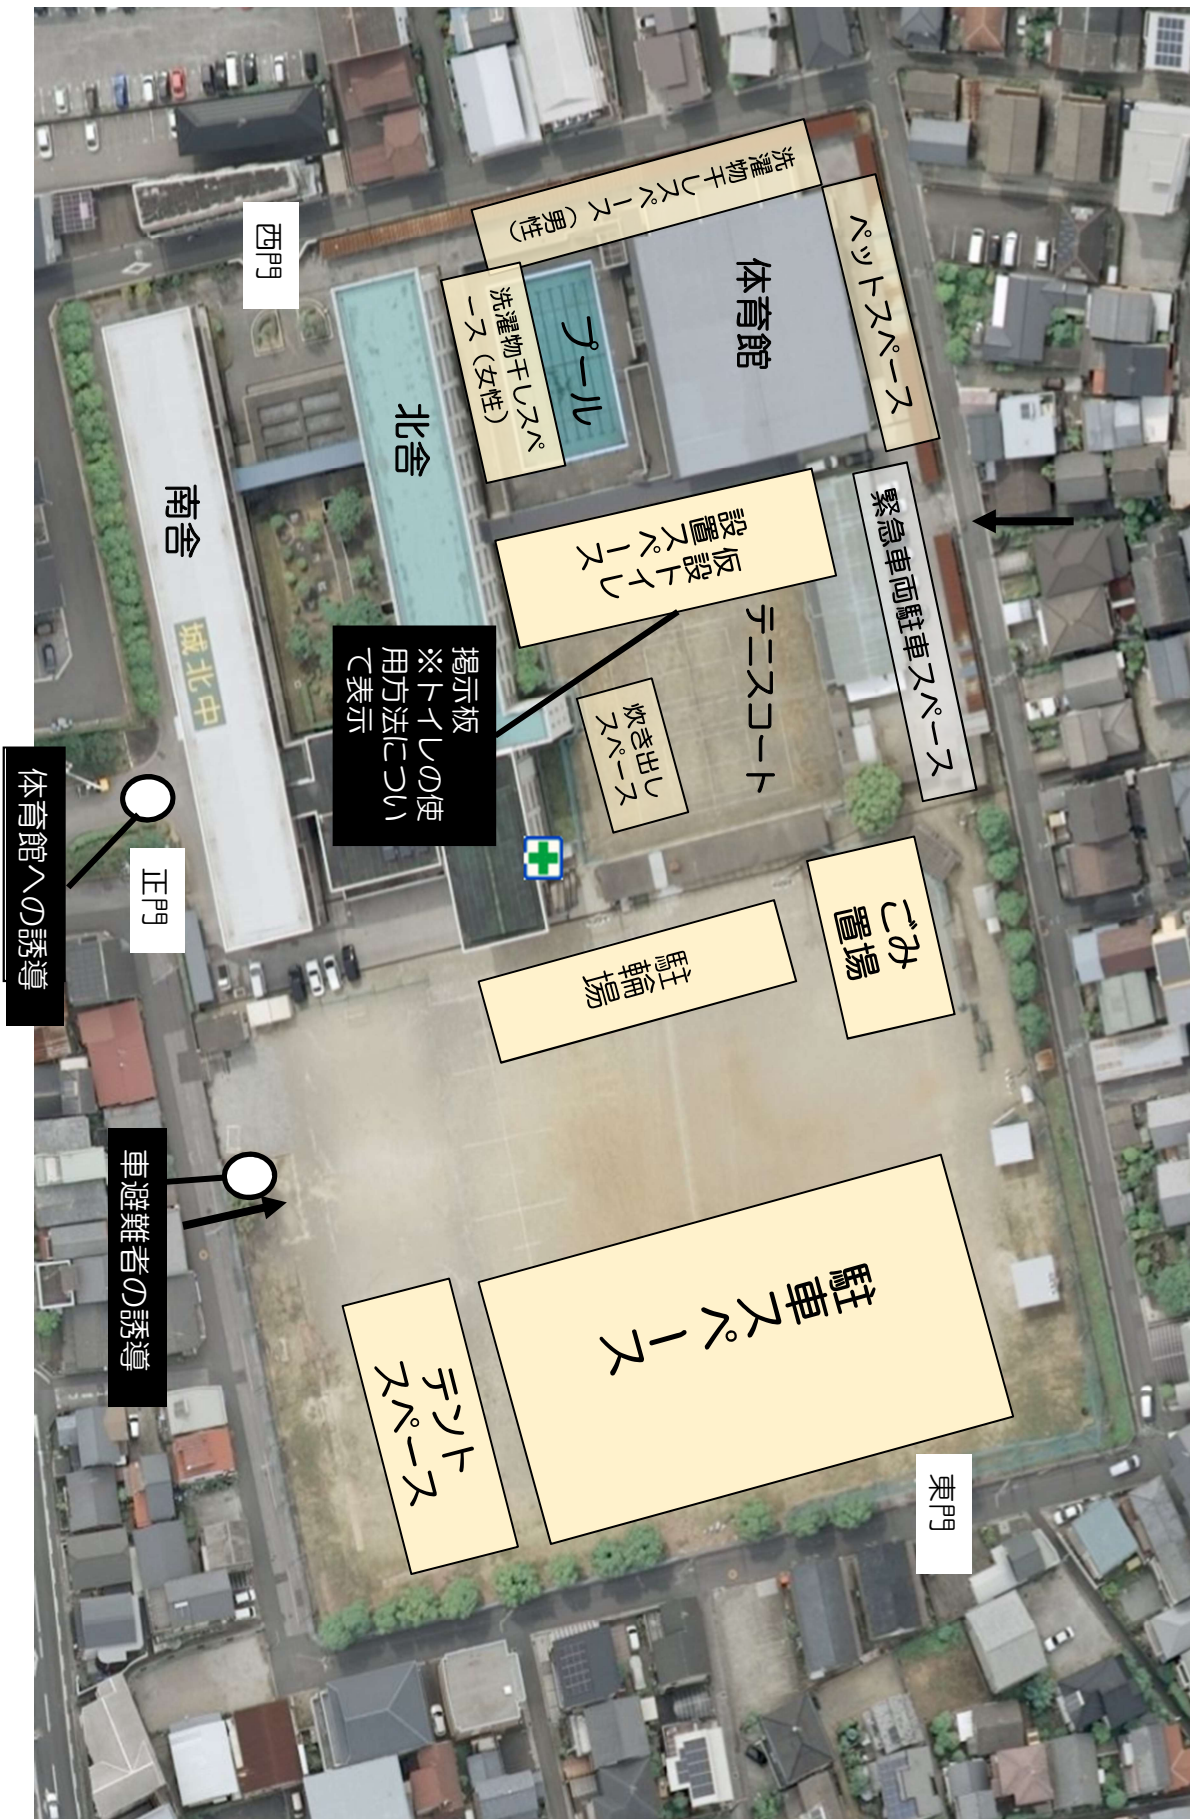 洗濯物干しスペース（男性）
ペットスペース
西門
体育館
洗濯物干しスペ
ース（女性）
プール
北舎
南舎
緊急車両駐車スペース
仮設トイレ
設置スペース
テニスコート
城北中
掲示板
※トイレの使
用方法につい
て表示
炊き出し
スペース
体育館への誘導
正門
ごみ
置場
駐輪場
車避難者の誘導
駐車スペース
テント
スペース
東門